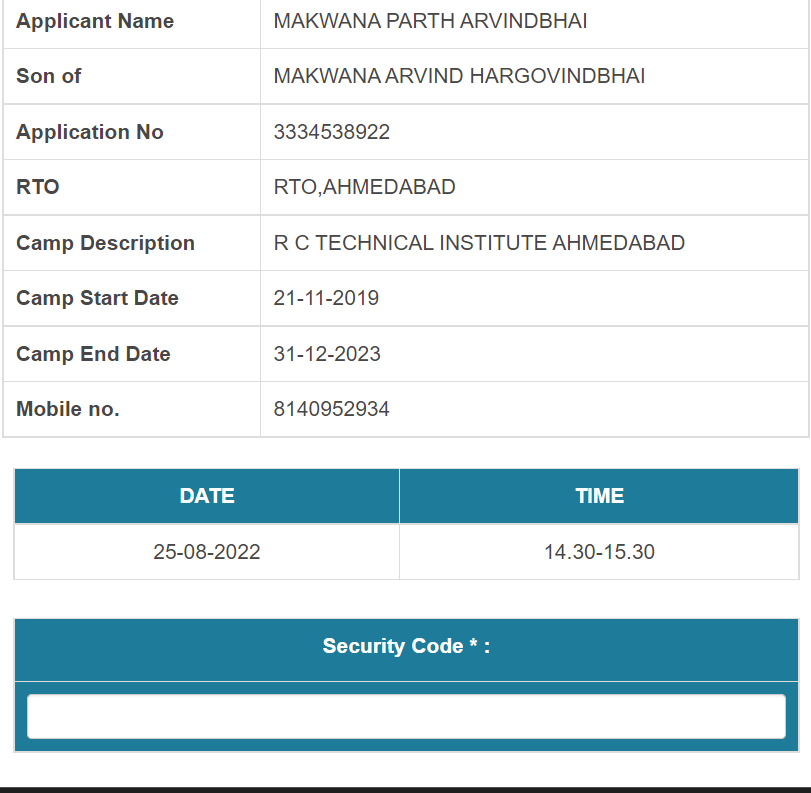 Applicant Name MAKWANA PARTH ARVINDBHAI
Son of MAKWANA ARVIND HARGOVINDBHAI
Application No 3334538922
RTO RTO,AHMEDABAD
Camp Description R C TECHNICAL INSTITUTE AHMEDABAD
Camp Start Date 21-11-2019
Camp End Date 31-12-2023
Mobile no. 8140952934
DATE TIME
25-08-2022 14.30-15.30
Security Code * :